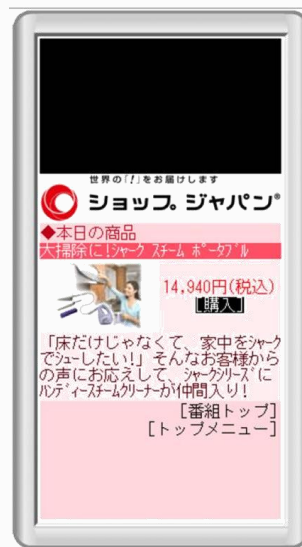 世界の「!」をお届けします
ショップ ジャパン®
◆本日の商品
大掃除に!ｼｬｰｸ ｽﾁｰﾑ ﾎﾟｰﾀﾌﾞﾙ
14,940円(税込)
[購入]
「床だけじゃなくて、家中をｼｬｰｸ
でｼｭｰしたい!」そんなお客様から
の声にお応えして、ｼｬｰｸｼﾘｰｽﾞに
ﾊﾝﾃﾞｨｰｽﾁｰﾑｸﾘｰﾅｰが仲間入り!
[番組トップ]
[トップメニュー]